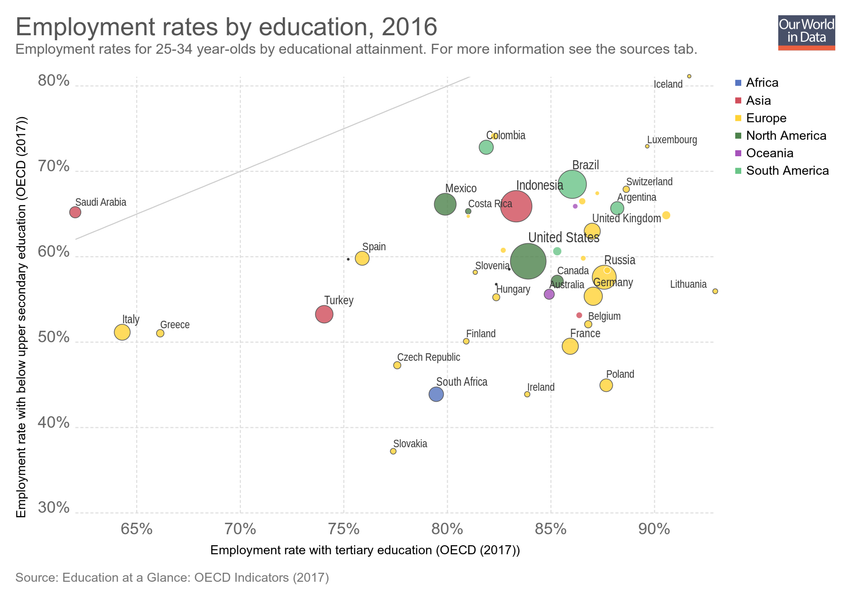 Employment rates by education, 2016
Employment rates for 25-34 year-olds by educational attainment. For more information see the sources tab.
Our World
in Data
Employment rate with below upper secondary education (OECD (2017))
80%
70%
60%
50%
40%
30%
Iceland
Colombia
Luxembourg
Brazil
Switzerland
Mexico
Indonesia
Argentina
Saudi Arabia
Costa Rica
United Kingdom
United States
Spain
Slovenia
Russia
Canada
Germany
Australia
Lithuania
Hungary
Turkey
Belgium
Italy
Greece
Finland
France
Czech Republic
Poland
South Africa
Ireland
Slovakia
65%
70%
75%
80%
85%
90%
Employment rate with tertiary education (OECD (2017))
Africa
Asia
Europe
North America
Oceania
South America
Source: Education at a Glance: OECD Indicators (2017)